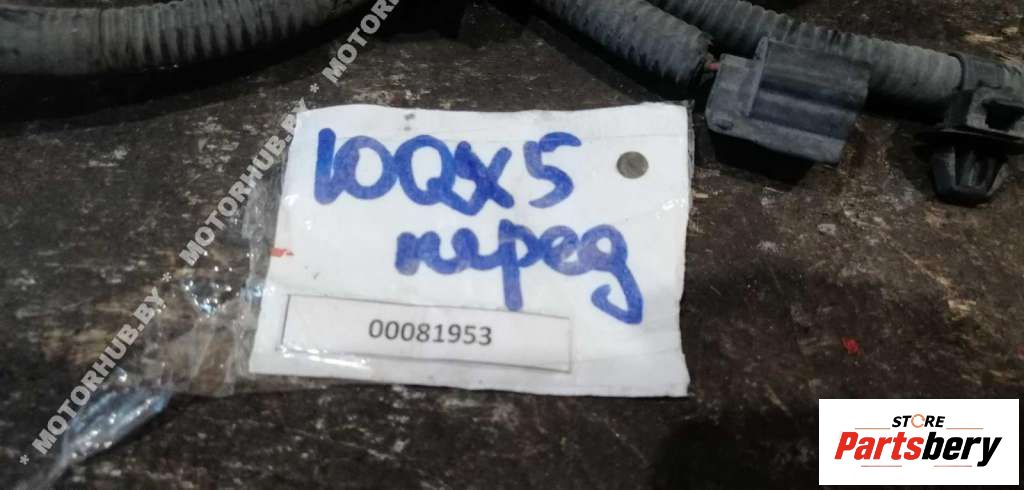 10QX5
перед
00081953
* MOTORHUB.BY * MOTORHUB.BY * MOTORHUB.BY * MOTOR
STORE
Partsbery